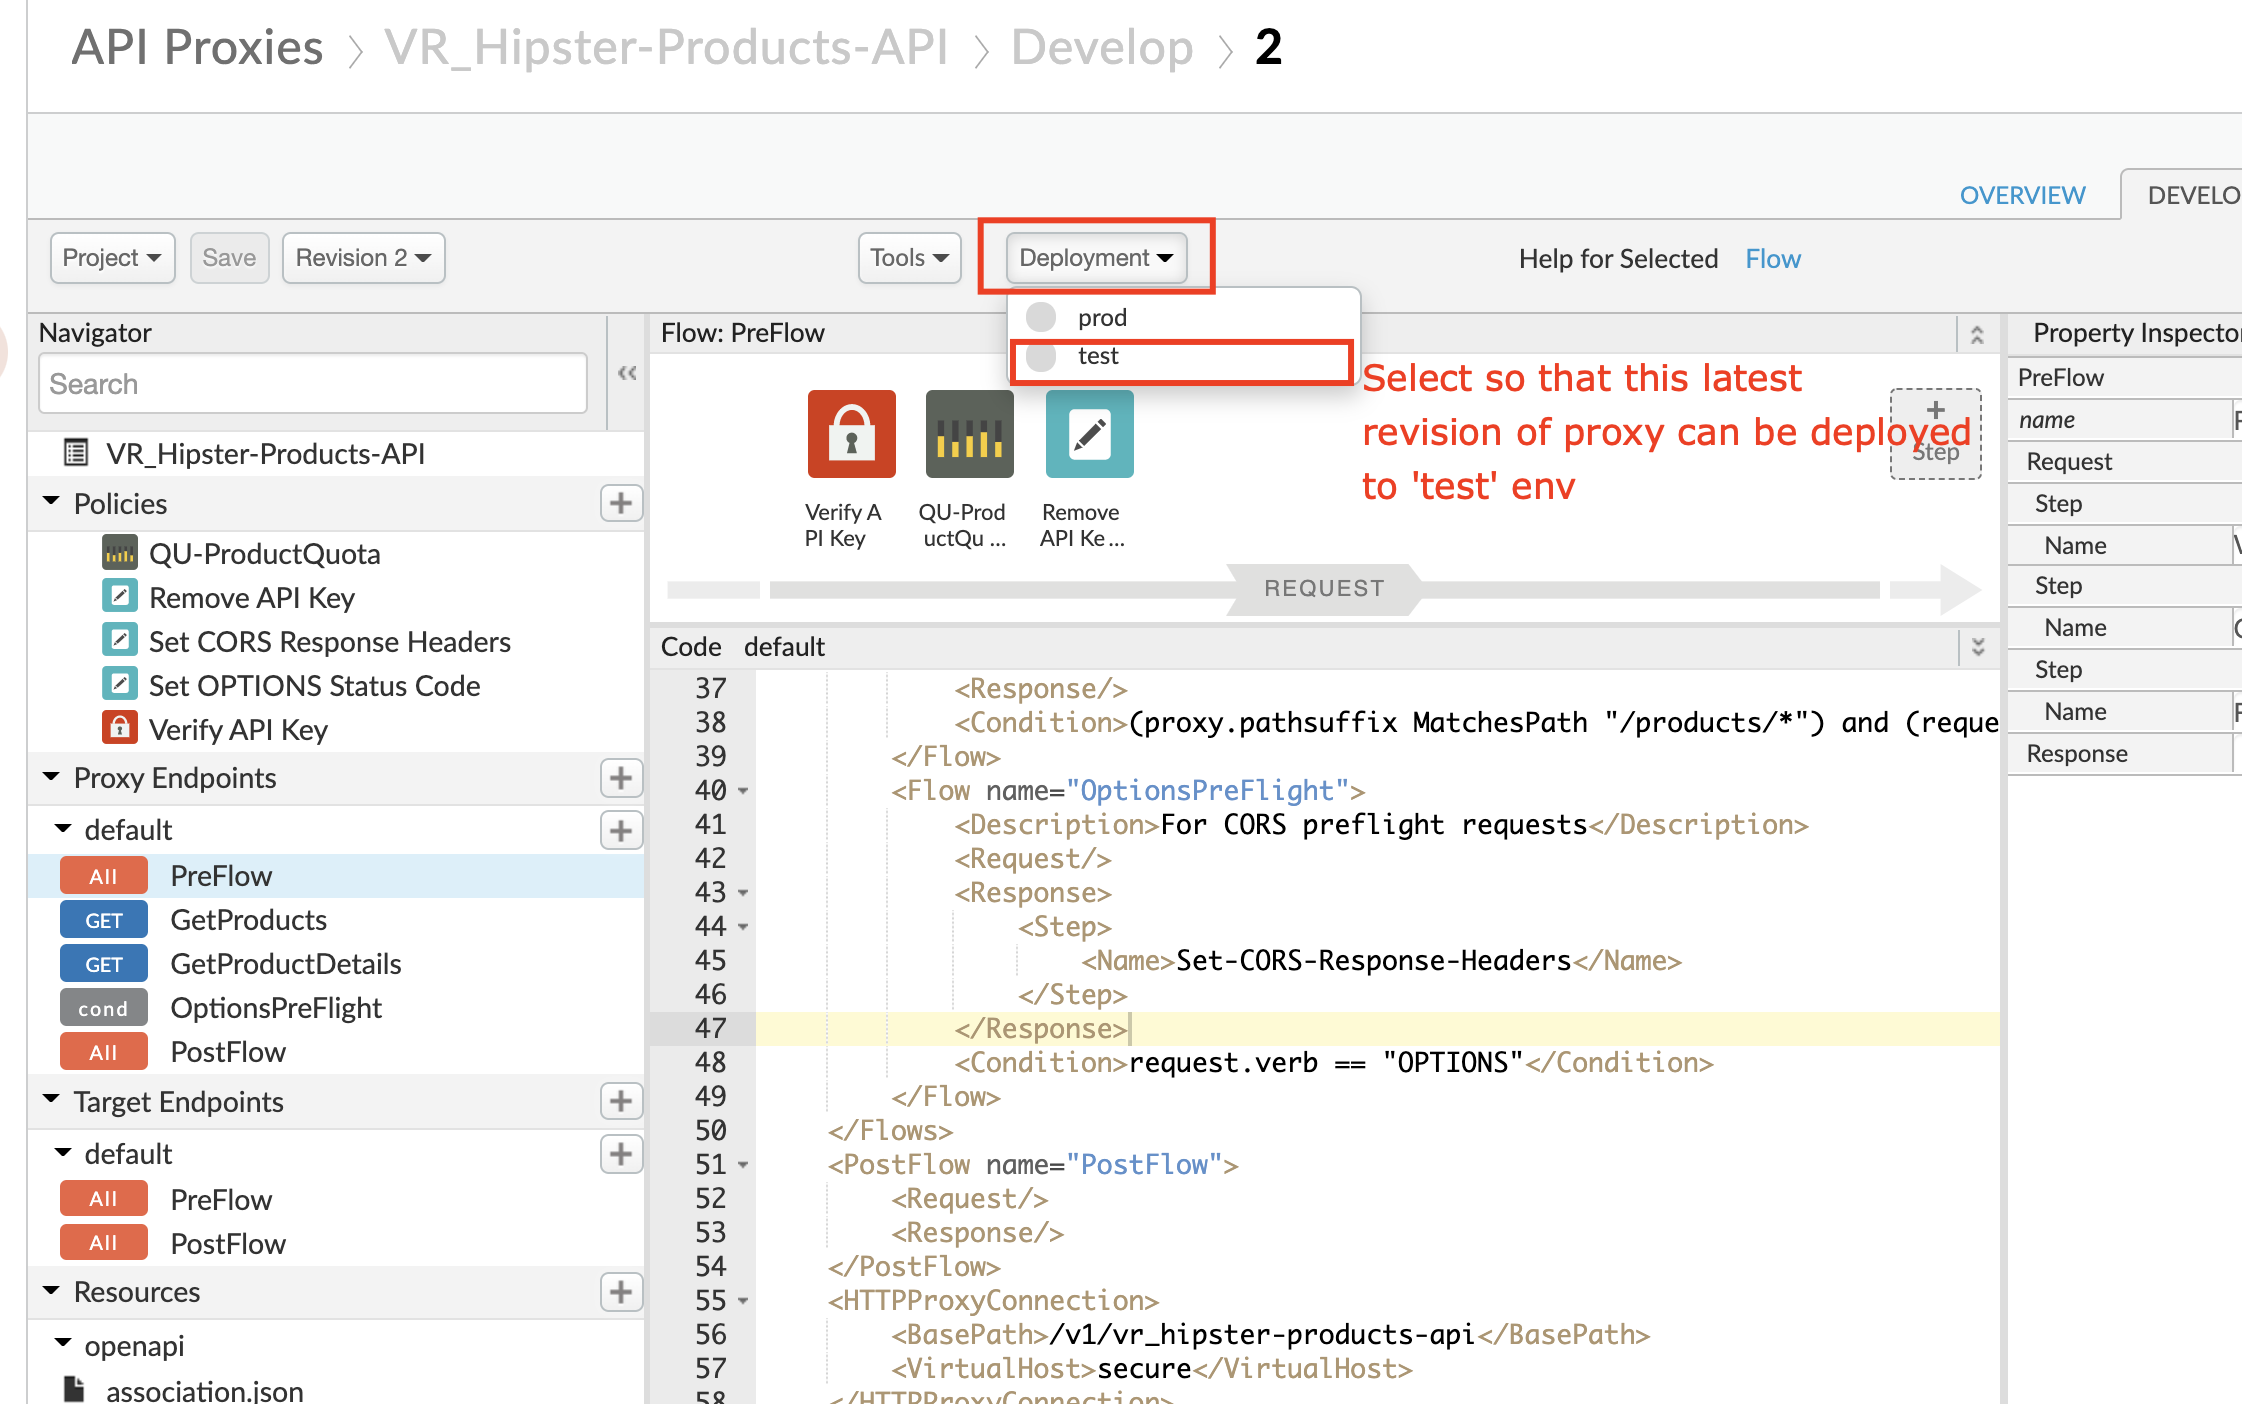 API Proxies > VR_Hipster-Products-API > Develop > 2
OVERVIEW
DEVELO
Project
Save
Revision 2
Tools
Deployment
Help for Selected Flow
prod
test
Select so that this latest
revision of proxy can be deployed
to 'test' env
Navigator
Search
VR_Hipster-Products-API
Policies
QU-ProductQuota
Remove API Key
Set CORS Response Headers
Set OPTIONS Status Code
Verify API Key
Proxy Endpoints
default
All PreFlow
GET GetProducts
GET GetProductDetails
cond OptionsPreFlight
All PostFlow
Target Endpoints
default
All PreFlow
All PostFlow
Resources
openapi
association.json
Flow: PreFlow
Verify A
PI Key
QU-Prod
uctQu ...
Remove
API Ke ...
+
Step
REQUEST
Code default
37 <Response/>
38 <Condition>(proxy.pathsuffix MatchesPath "/products/*") and (reque
39 </Flow>
40 <Flow name="OptionsPreFlight">
41 <Description>For CORS preflight requests</Description>
42 <Request/>
43 <Response>
44 <Step>
45 <Name>Set-CORS-Response-Headers</Name>
46 </Step>
47 </Response>
48 <Condition>request.verb == "OPTIONS"</Condition>
49 </Flow>
50 </Flows>
51 <PostFlow name="PostFlow">
52 <Request/>
53 <Response/>
54 </PostFlow>
55 <HTTPProxyConnection>
56 <BasePath>/v1/vr_hipster-products-api</BasePath>
57 <VirtualHost>secure</VirtualHost>
58 </HTTPProxyConnection>
Property Inspector
PreFlow
name
Request
Step
Name
Step
Name
Step
Name
Response